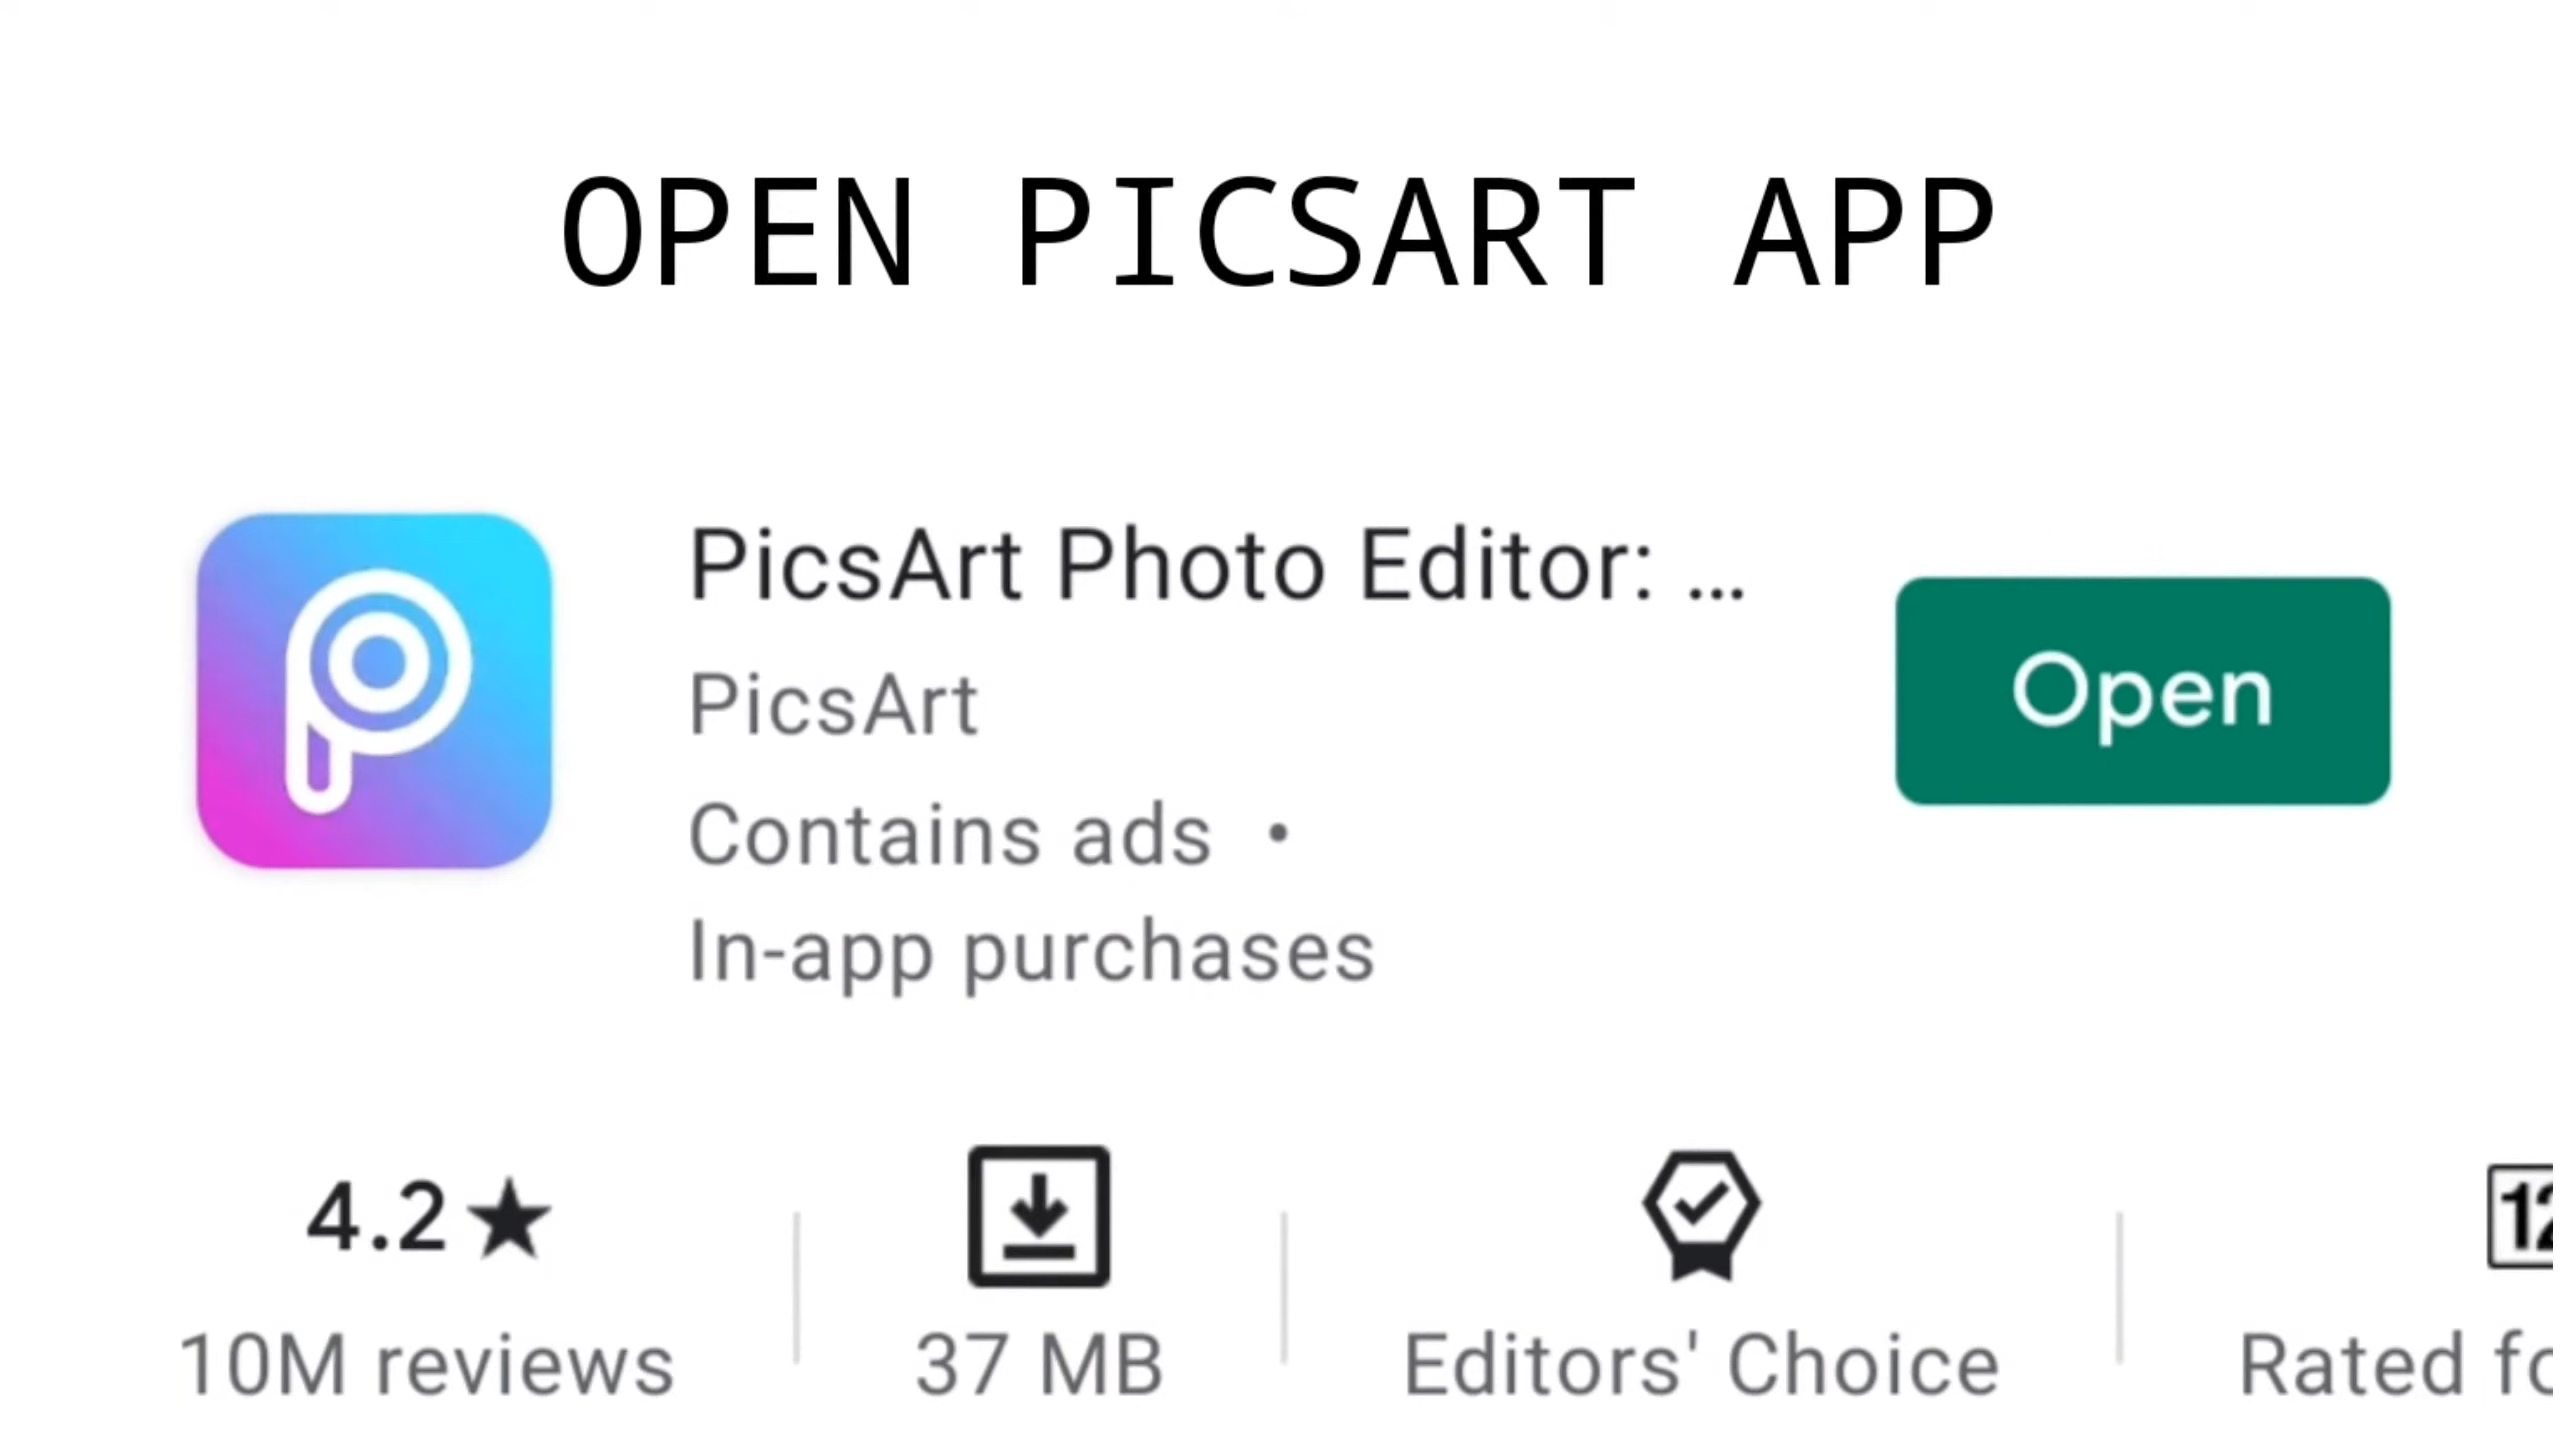 OPEN PICSART APP
PicsArt Photo Editor: ...
PicsArt
Open
Contains ads •
In-app purchases
4.2★
10M reviews
37 MB
Editors' Choice
12
Rated fo